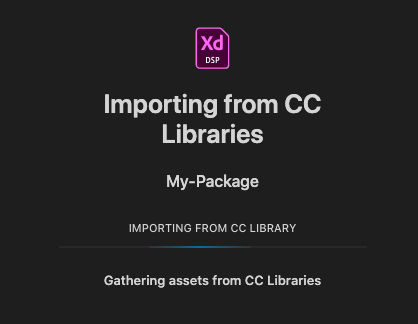 Xd
DSP
Importing from CC
Libraries
My-Package
IMPORTING FROM CC LIBRARY
Gathering assets from CC Libraries